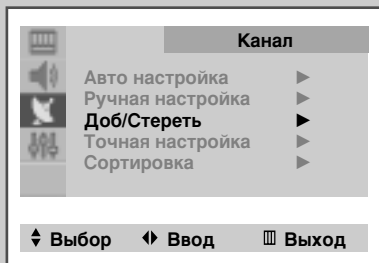 Канал
Авто настройка ▶
Ручная настройка ▶
Доб/Стереть ▶
Точная настройка ▶
Сортировка ▶
Выбор Ввод Выход